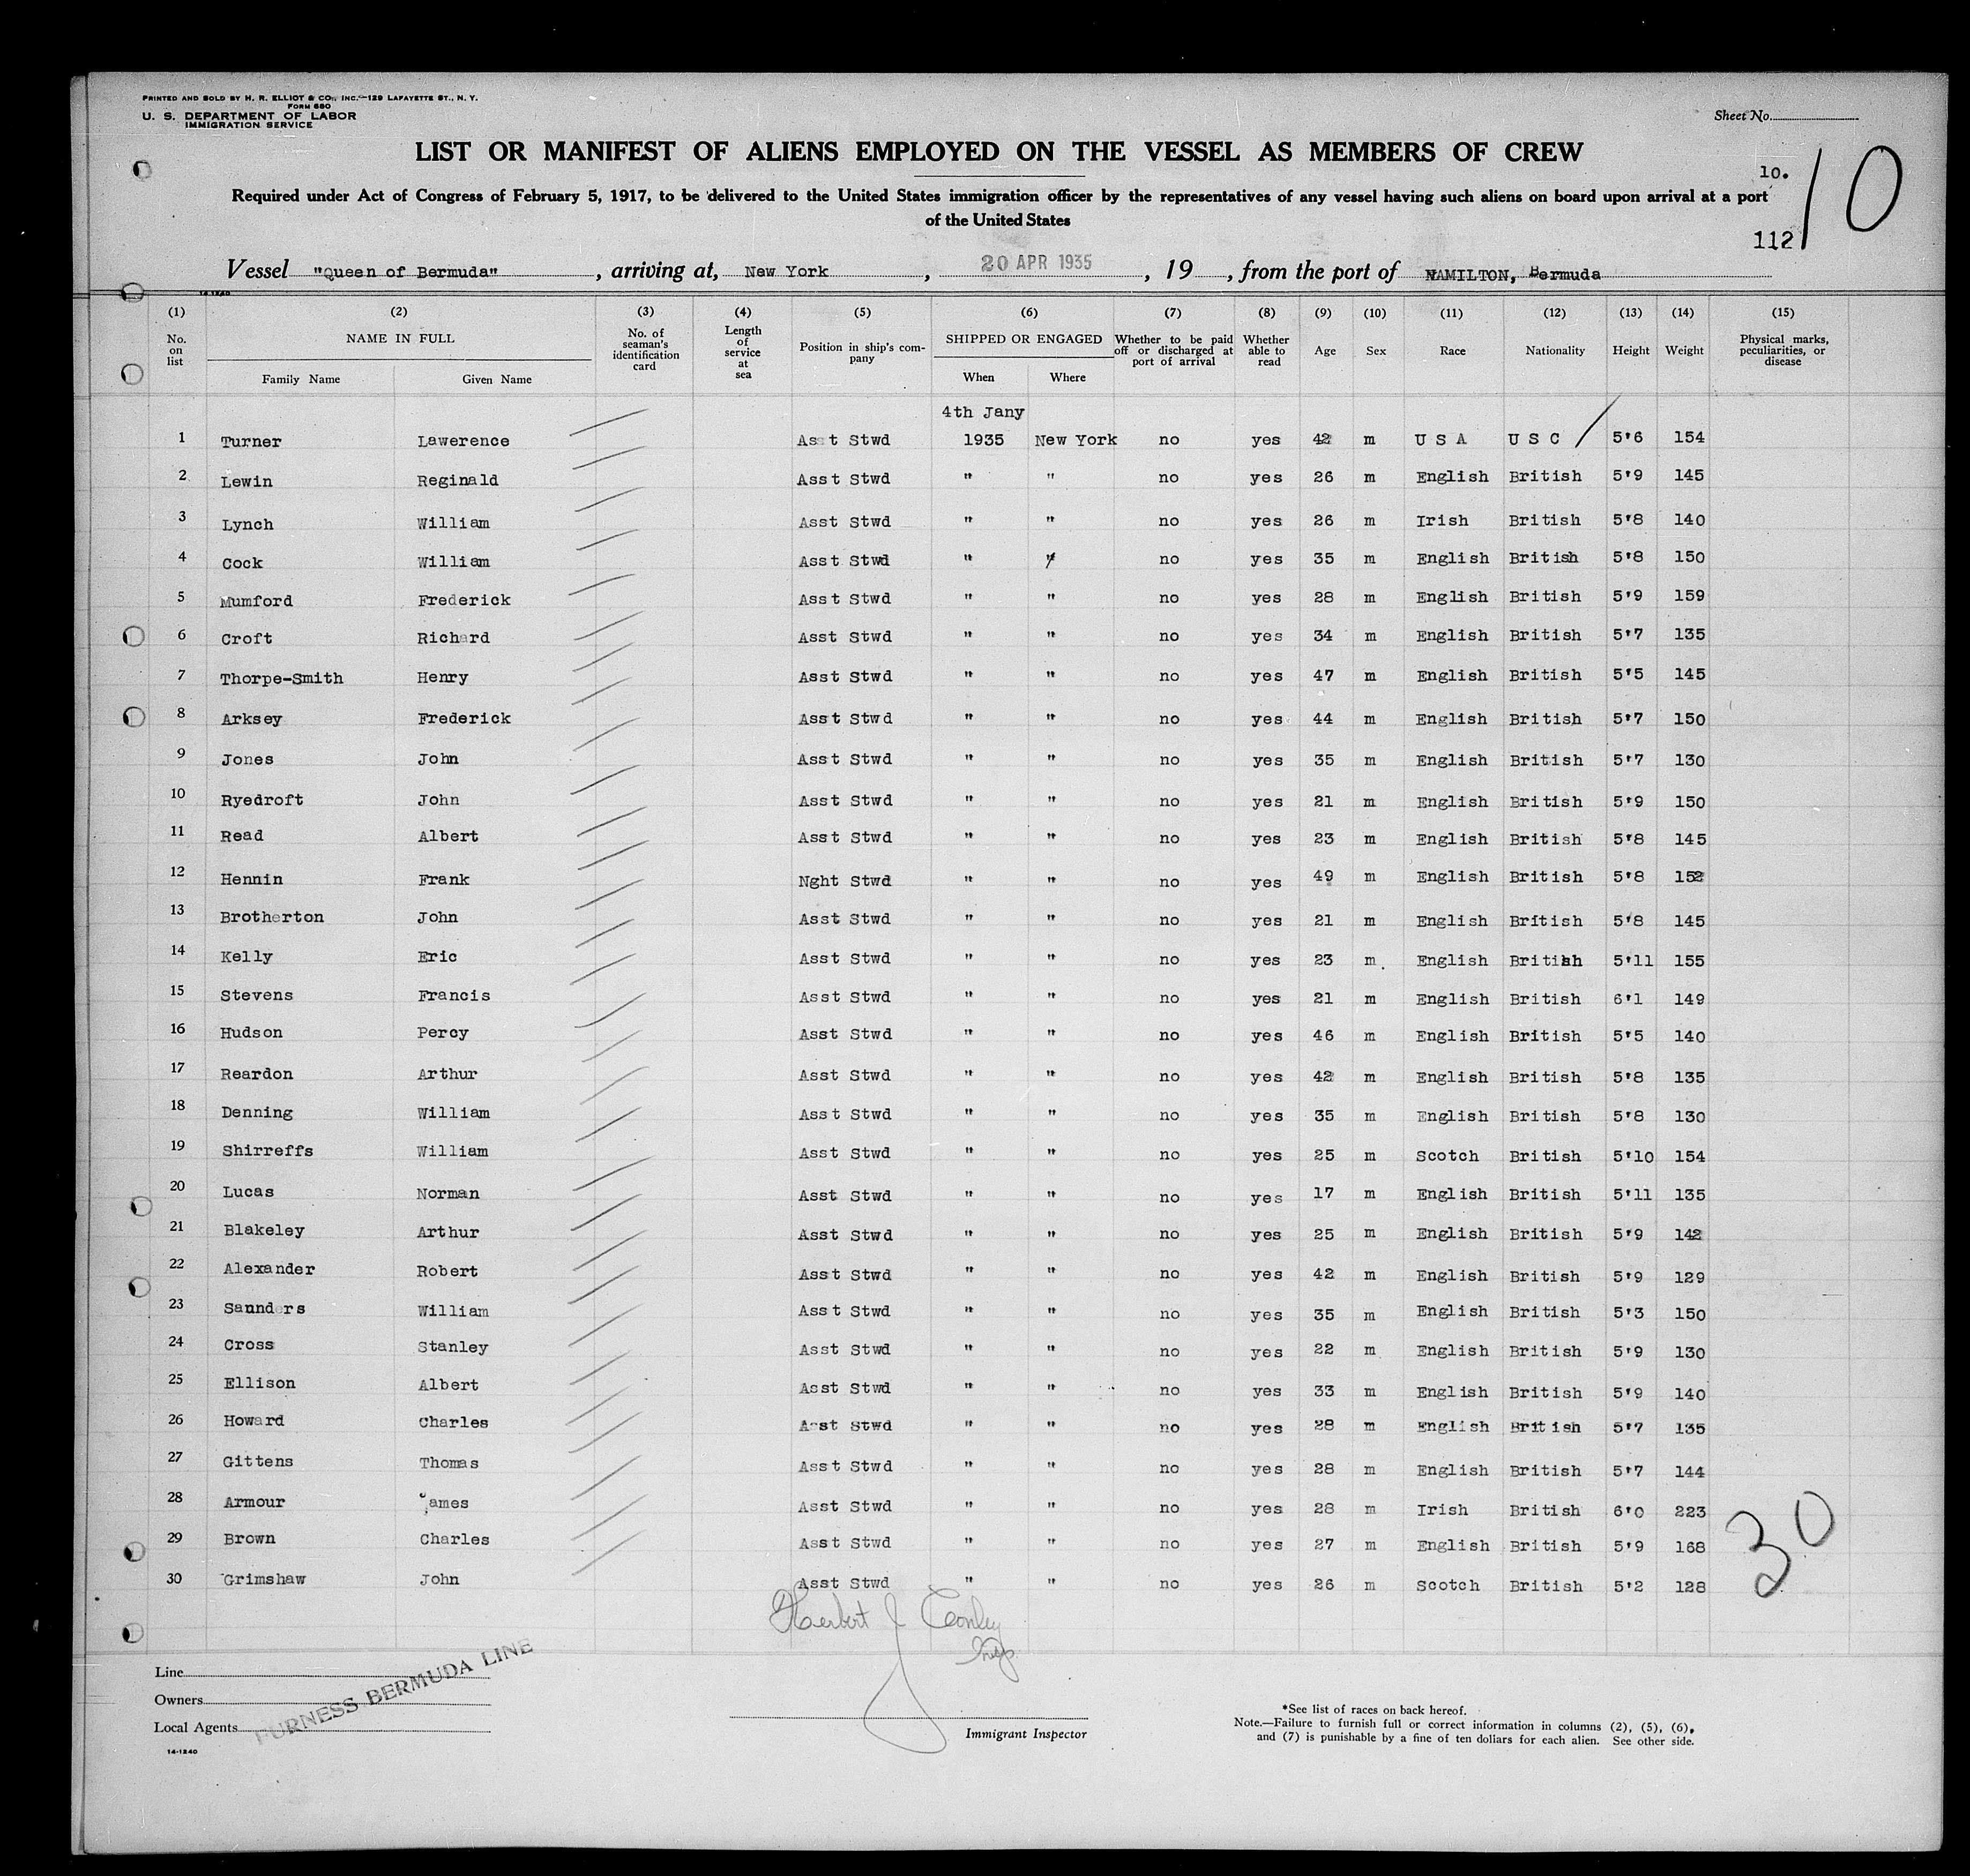 PRINTED AND SOLD BY H. R. ELLIOT & CO., INC.—129 LAFAYETTE ST., N. Y.
FORM 680
U. S. DEPARTMENT OF LABOR
IMMIGRATION SERVICE
Sheet No.
LIST OR MANIFEST OF ALIENS EMPLOYED ON THE VESSEL AS MEMBERS OF CREW
10.
10
Required under Act of Congress of February 5, 1917, to be delivered to the United States immigration officer by the representatives of any vessel having such aliens on board upon arrival at a port
of the United States
112
Vessel "Queen of Bermuda", arriving at, New York, 20 APR 1935, 19, from the port of HAMILTON, Bermuda
14-1240
(1) (2) (3) (4) (5) (6) (7) (8) (9) (10) (11) (12) (13) (14) (15)
No. on list NAME IN FULL Family Name Given Name No. of seaman's identification card Length of service at sea Position in ship's company SHIPPED OR ENGAGED When Where Whether to be paid off or discharged at port of arrival Whether able to read Age Sex Race Nationality Height Weight Physical marks, peculiarities, or disease
4th Jany
1 Turner Lawerence Asst Stwd 1935 New York no yes 42 m U S A U S C 5'6 154
2 Lewin Reginald Asst Stwd " " no yes 26 m English British 5'9 145
3 Lynch William Asst Stwd " " no yes 26 m Irish British 5'8 140
4 Cock William Asst Stwd " " no yes 35 m English British 5'8 150
5 Mumford Frederick Asst Stwd " " no yes 28 m English British 5'9 159
6 Croft Richard Asst Stwd " " no yes 34 m English British 5'7 135
7 Thorpe-Smith Henry Asst Stwd " " no yes 47 m English British 5'5 145
8 Arksey Frederick Asst Stwd " " no yes 44 m English British 5'7 150
9 Jones John Asst Stwd " " no yes 35 m English British 5'7 130
10 Ryedroft John Asst Stwd " " no yes 21 m English British 5'9 150
11 Read Albert Asst Stwd " " no yes 23 m English British 5'8 145
12 Hennin Frank Nght Stwd " " no yes 49 m English British 5'8 152
13 Brotherton John Asst Stwd " " no yes 21 m English British 5'8 145
14 Kelly Eric Asst Stwd " " no yes 23 m. English British 5'11 155
15 Stevens Francis Asst Stwd " " no yes 21 m English British 6'1 149
16 Hudson Percy Asst Stwd " " no yes 46 m English British 5'5 140
17 Reardon Arthur Asst Stwd " " no yes 42 m English British 5'8 135
18 Denning William Asst Stwd " " no yes 35 m English British 5'8 130
19 Shirreffs William Asst Stwd " " no yes 25 m Scotch British 5'10 154
20 Lucas Norman Asst Stwd " " no yes 17 m English British 5'11 135
21 Blakeley Arthur Asst Stwd " " no yes 25 m English British 5'9 142
22 Alexander Robert Asst Stwd " " no yes 42 m English British 5'9 129
23 Saunders William Asst Stwd " " no yes 35 m English British 5'3 150
24 Cross Stanley Asst Stwd " " no yes 22 m English British 5'9 130
25 Ellison Albert Asst Stwd " " no yes 33 m English British 5'9 140
26 Howard Charles Asst Stwd " " no yes 28 m English British 5'7 135
27 Gittens Thomas Asst Stwd " " no yes 28 m English British 5'7 144
28 Armour James Asst Stwd " " no yes 28 m Irish British 6'0 223
29 Brown Charles Asst Stwd " " no yes 27 m English British 5'9 168
30 Grimshaw John Asst Stwd " " no yes 26 m Scotch British 5'2 128
30
Herbert J Conley
Insp.
Line
Owners
Local Agents
FURNESS BERMUDA LINE
14-1240
Immigrant Inspector
*See list of races on back hereof.
Note.—Failure to furnish full or correct information in columns (2), (5), (6),
and (7) is punishable by a fine of ten dollars for each alien. See other side.